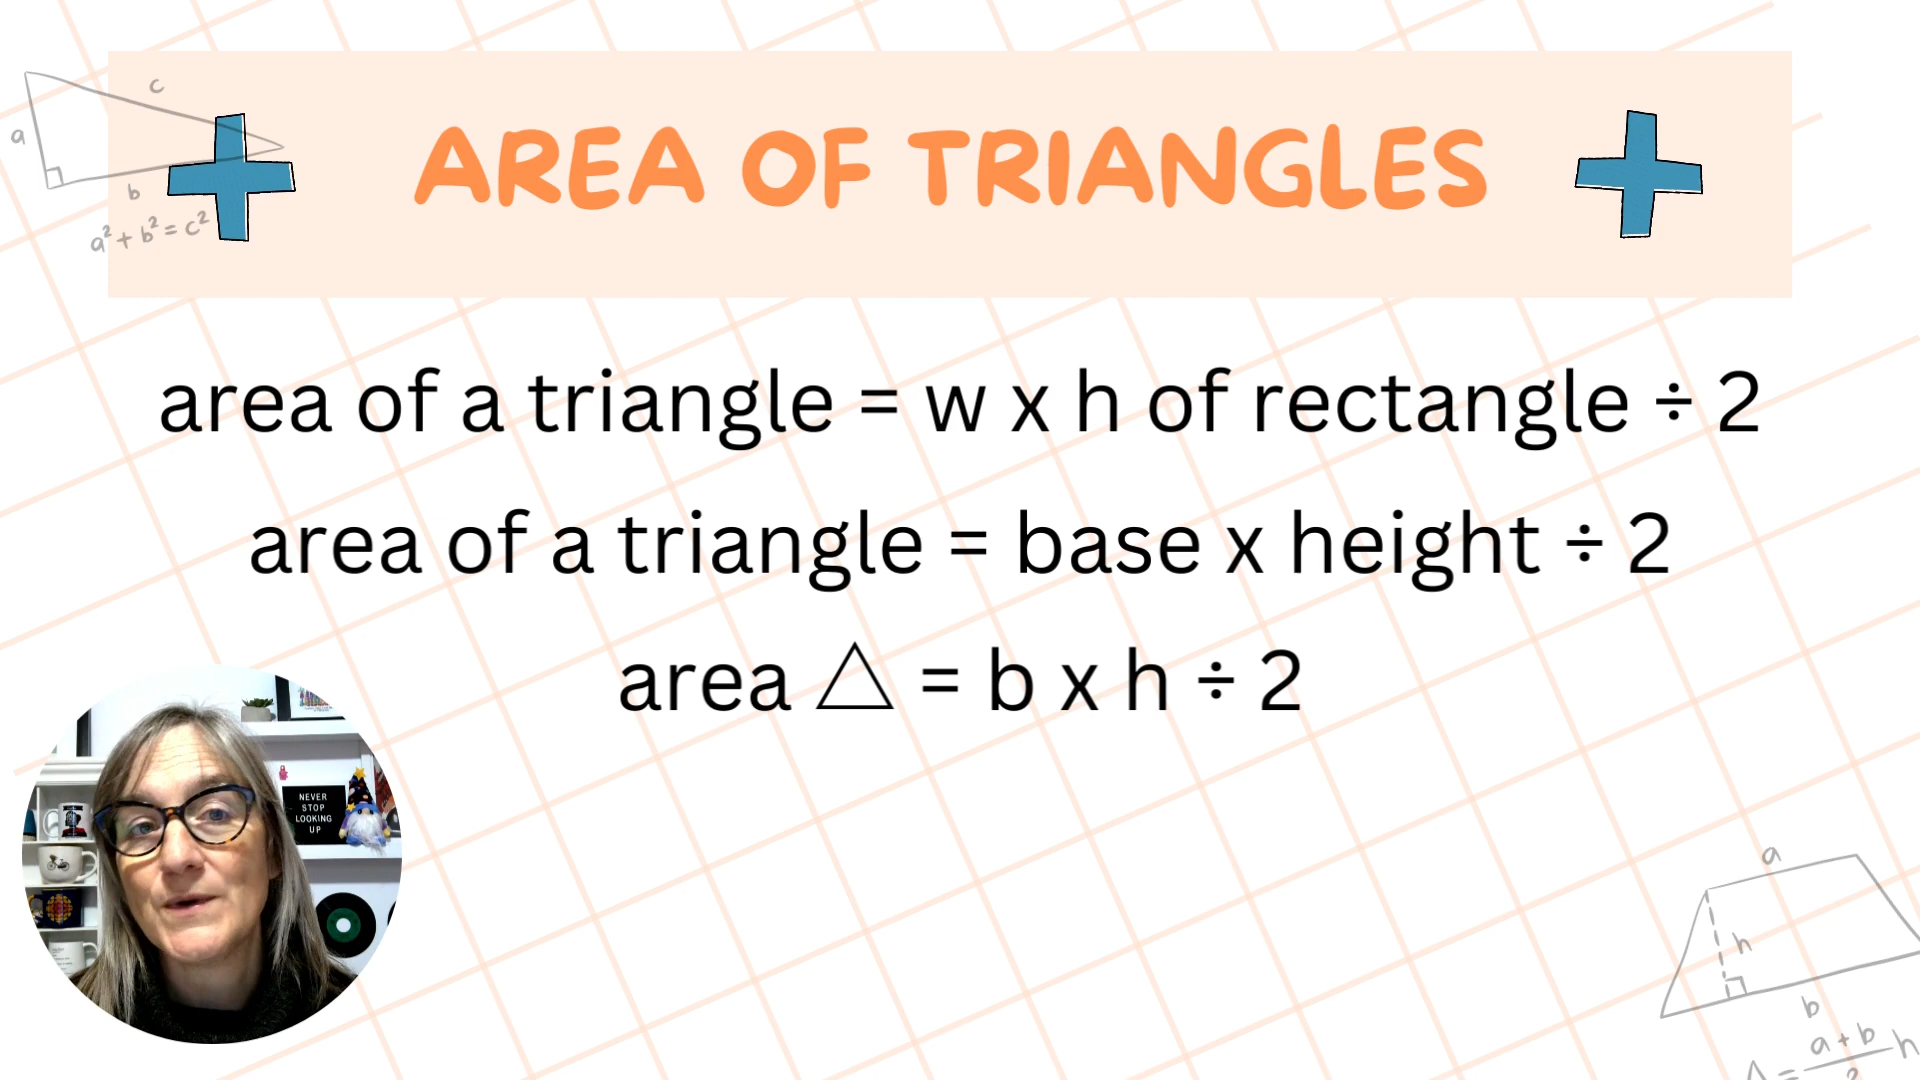 AREA OF TRIANGLES
c
a
b
a² + b² = c²
area of a triangle = w x h of rectangle ÷ 2
area of a triangle = base x height ÷ 2
area △ = b x h ÷ 2
NEVER
STOP
LOOKING
UP
a
h
b
a + b
h